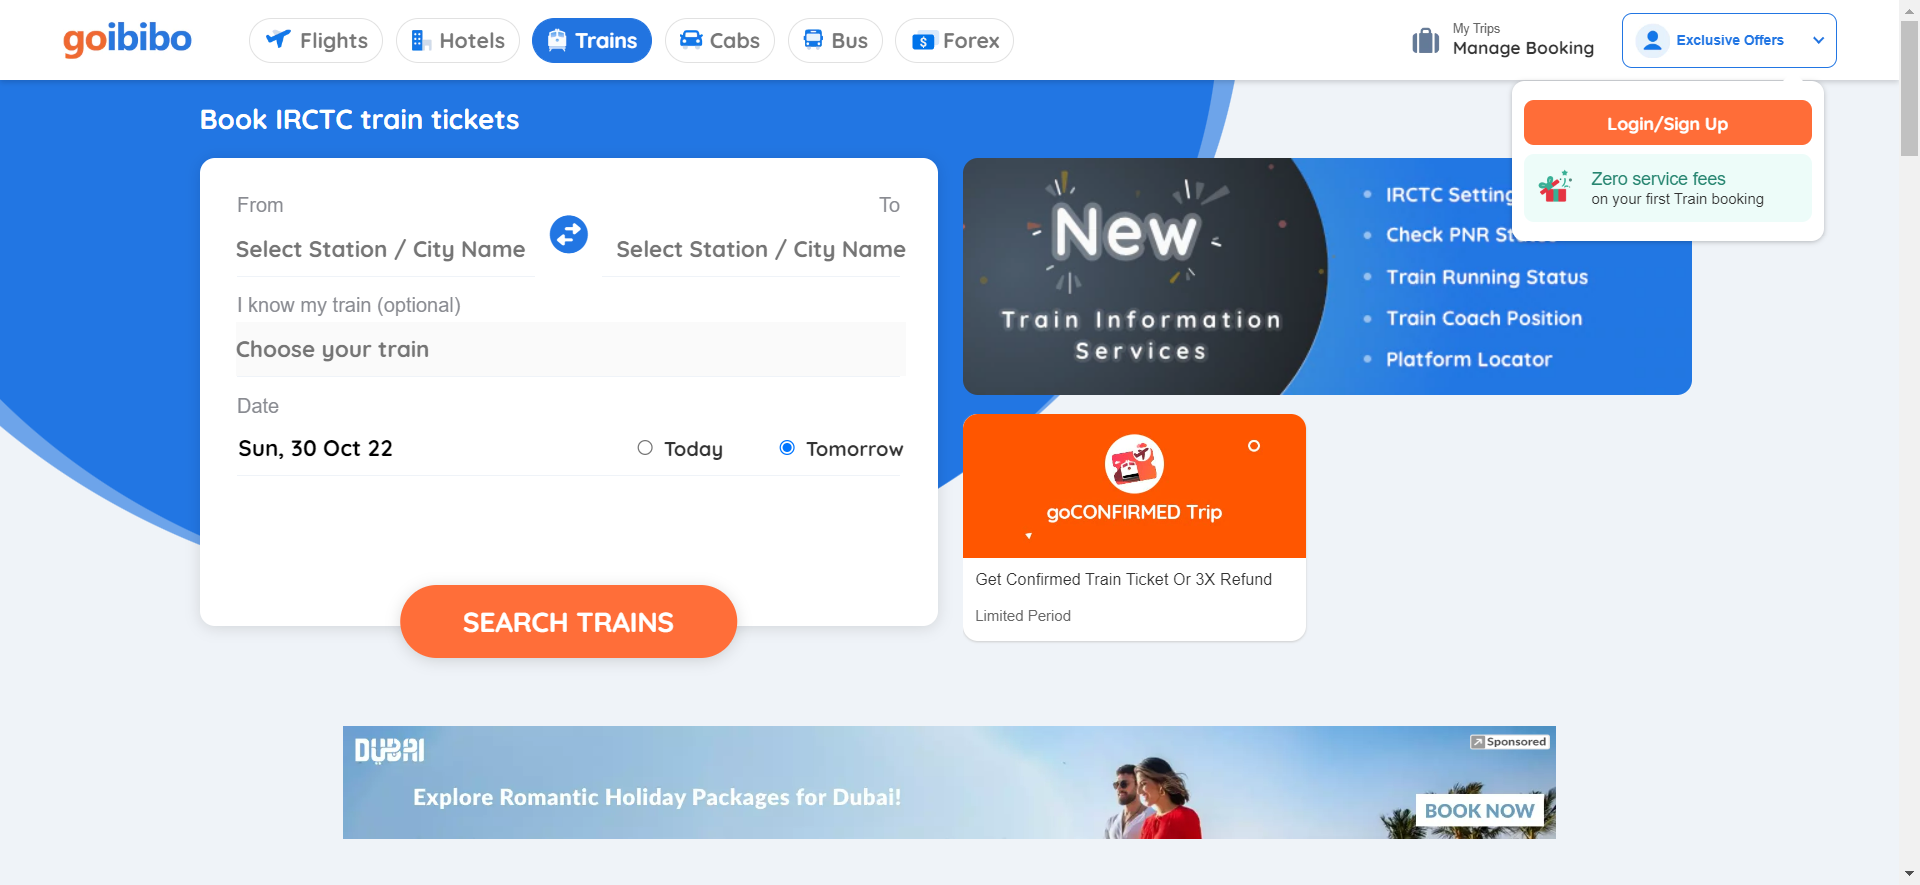 goibibo
Flights
Hotels
Trains
Cabs
Bus
Forex
My Trips
Manage Booking
Exclusive Offers
Login/Sign Up
Zero service fees
on your first Train booking
Book IRCTC train tickets
From
To
Select Station / City Name
Select Station / City Name
I know my train (optional)
Choose your train
Date
Sun, 30 Oct 22
Today
Tomorrow
SEARCH TRAINS
New
Train Information
Services
IRCTC
Check PNR
Train Running Status
Train Coach Position
Platform Locator
goCONFIRMED Trip
Get Confirmed Train Ticket Or 3X Refund
Limited Period
DUBAI
Explore Romantic Holiday Packages for Dubai!
Sponsored
BOOK NOW